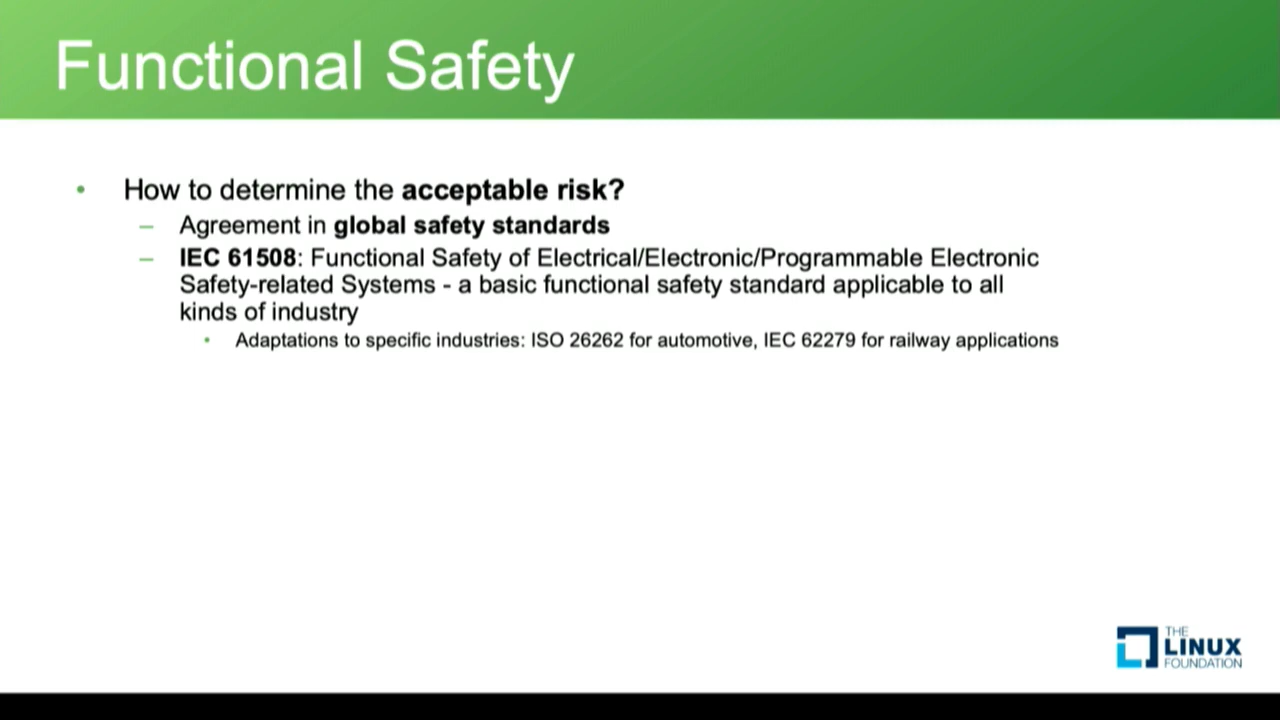 Functional Safety
• How to determine the acceptable risk?
– Agreement in global safety standards
– IEC 61508: Functional Safety of Electrical/Electronic/Programmable Electronic
Safety-related Systems - a basic functional safety standard applicable to all
kinds of industry
• Adaptations to specific industries: ISO 26262 for automotive, IEC 62279 for railway applications
THE
LINUX
FOUNDATION